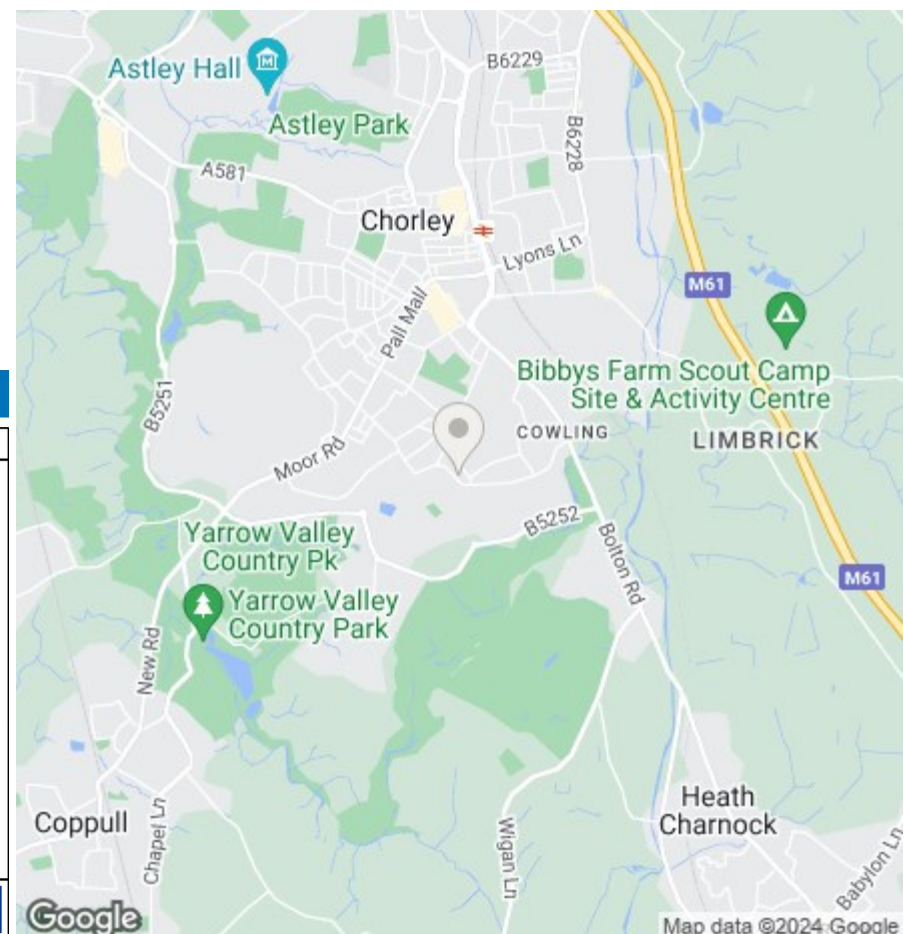 B6229
Astley Hall
Astley Park
B6228
A581
Chorley
Lyons Ln
M61
Pall Mall
Bibbys Farm Scout Camp
Site & Activity Centre
B5251
COWLING
LIMBRICK
Moor Rd
B5252
Yarrow Valley
Country Pk
Bolton Rd
M61
Yarrow Valley
Country Park
New Rd
Heath
Charnock
Coppull
Chapel Ln
Wigan Ln
Babylon Ln
Google
Map data ©2024 Google